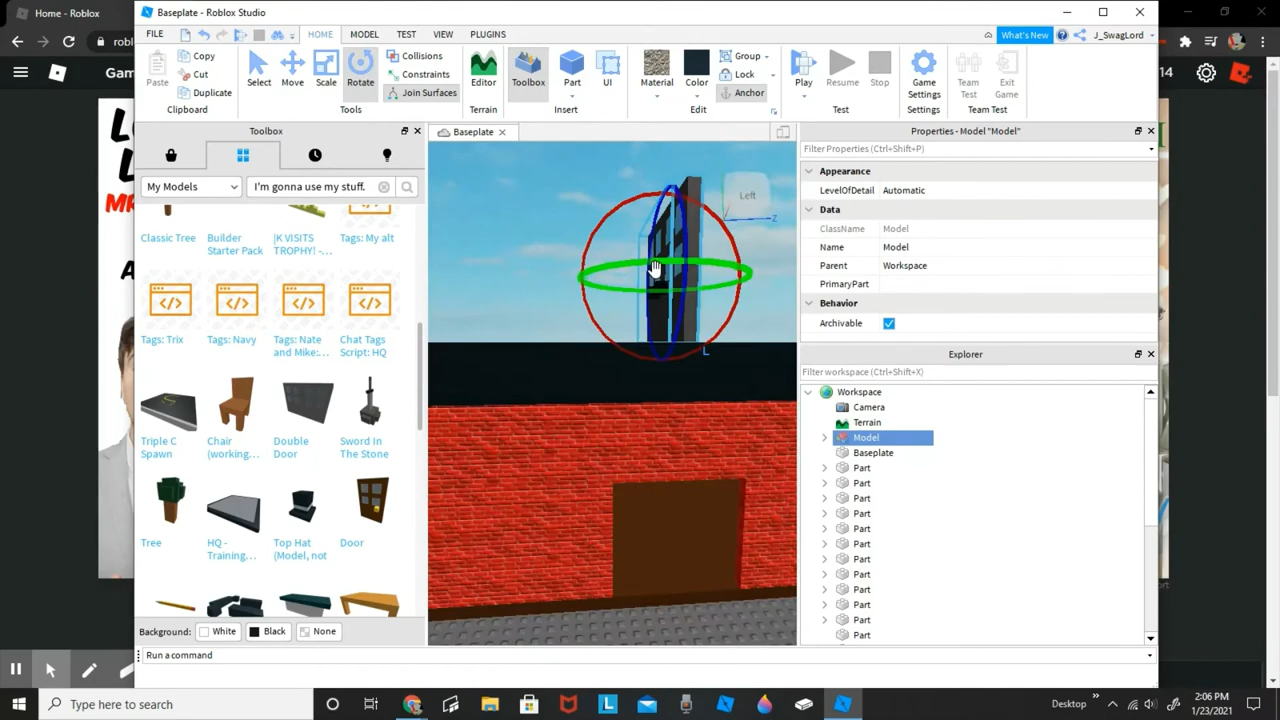 Home - Roblox
Baseplate - Roblox Studio
robl
Gam
14
FILE
HOME
MODEL
TEST
VIEW
PLUGINS
What's New
J_SwagLord
Paste
Copy
Cut
Duplicate
Clipboard
Select
Move
Scale
Rotate
Tools
Collisions
Constraints
Join Surfaces
Editor
Terrain
Toolbox
Part
UI
Insert
Material
Color
Group
Lock
Anchor
Edit
Play
Resume
Stop
Test
Game
Settings
Settings
Team
Test
Exit
Game
Team Test
Toolbox
My Models
I'm gonna use my stuff.
Classic Tree
Builder
Starter Pack
|K VISITS
TROPHY! -...
Tags: My alt
Tags: Trix
Tags: Navy
Tags: Nate
and Mike:...
Chat Tags
Script: HQ
Triple C
Spawn
Chair
(working...
Double
Door
Sword In
The Stone
Tree
HQ -
Training...
Top Hat
(Model, not
Door
Background:
White
Black
None
Run a command
Baseplate
Left
Z
L
Properties - Model "Model"
Filter Properties (Ctrl+Shift+P)
Appearance
LevelOfDetail Automatic
Data
ClassName Model
Name Model
Parent Workspace
PrimaryPart
Behavior
Archivable
Explorer
Filter workspace (Ctrl+Shift+X)
Workspace
Camera
Terrain
Model
Baseplate
Part
Part
Part
Part
Part
Part
Part
Part
Part
Part
Part
Part
Type here to search
Desktop
2:06 PM
1/23/2021